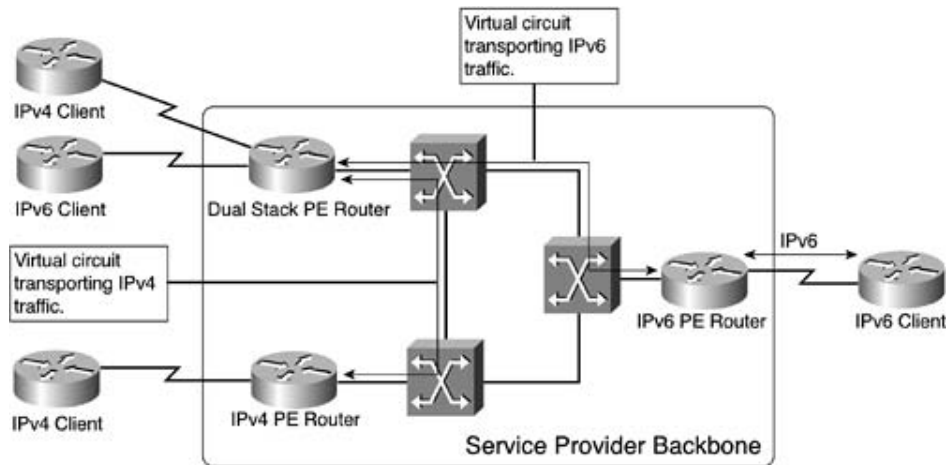 Virtual circuit
transporting IPv6
traffic.
IPv4 Client
IPv6 Client
Dual Stack PE Router
Virtual circuit
transporting IPv4
traffic.
IPv6
IPv6 PE Router
IPv6 Client
IPv4 Client
IPv4 PE Router
Service Provider Backbone